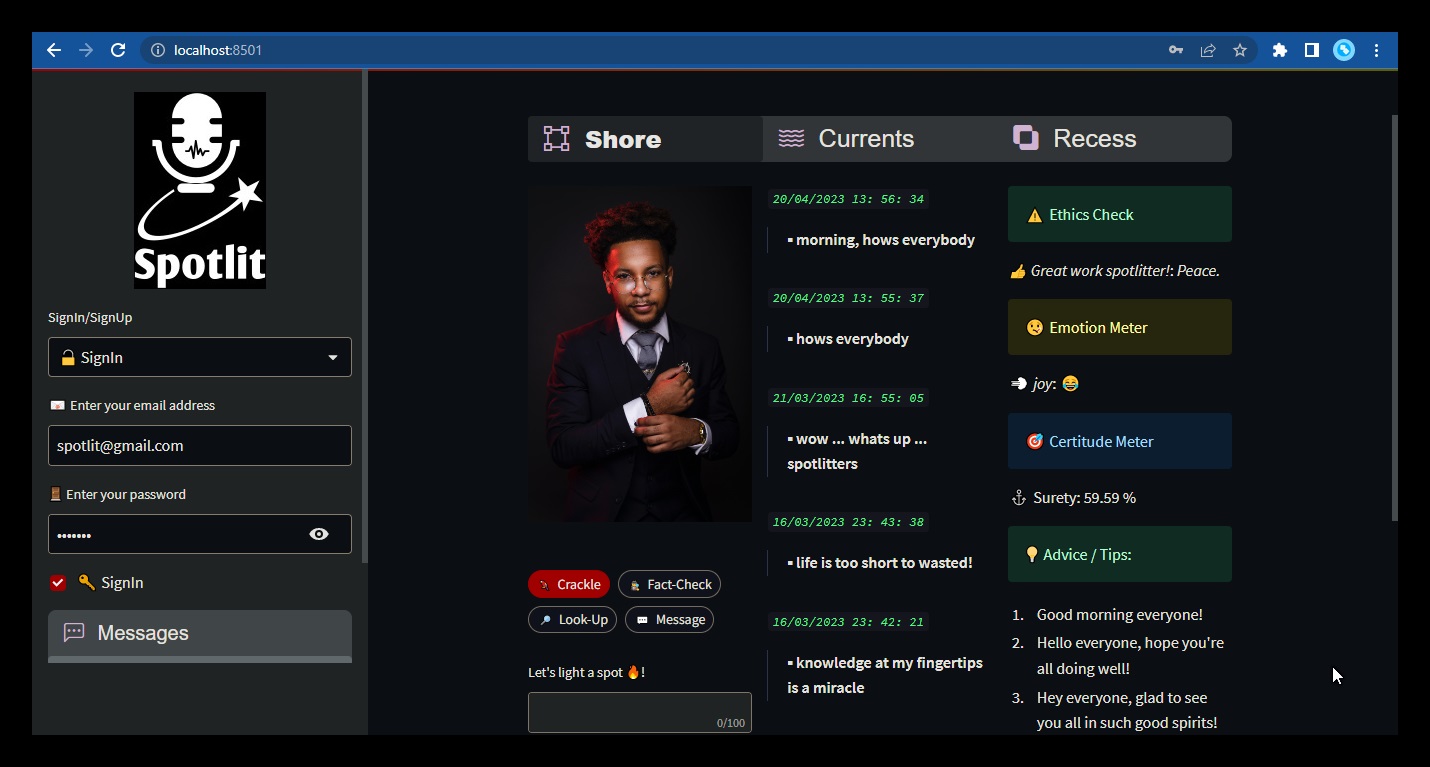 localhost:8501
Spotlit
SignIn/SignUp
SignIn
Enter your email address
spotlit@gmail.com
Enter your password
•••••••
SignIn
Messages
Shore
Crackle
Fact-Check
Look-Up
Message
Let's light a spot 🔥!
0/100
Currents
20/04/2023 13: 56: 34
▪ morning, hows everybody
20/04/2023 13: 55: 37
▪ hows everybody
21/03/2023 16: 55: 05
▪ wow ... whats up ...
spotlitters
16/03/2023 23: 43: 38
▪ life is too short to wasted!
16/03/2023 23: 42: 21
▪ knowledge at my fingertips
is a miracle
Recess
Ethics Check
Great work spotlitter!: Peace.
Emotion Meter
joy: 😂
Certitude Meter
Surety: 59.59 %
Advice / Tips:
1. Good morning everyone!
2. Hello everyone, hope you're
all doing well!
3. Hey everyone, glad to see
you all in such good spirits!